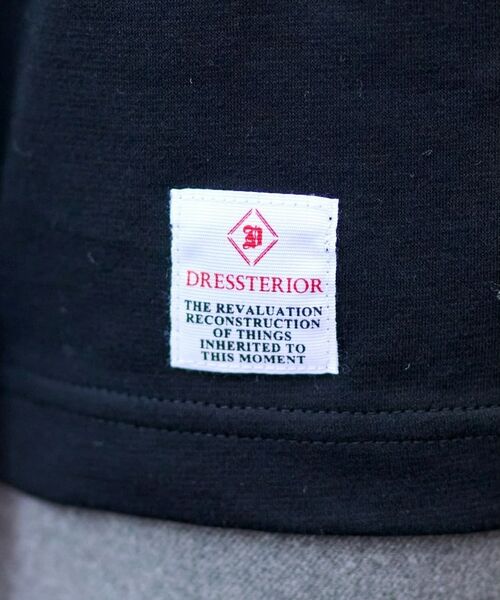 D
DRESSTERIOR
THE REVALUATION
RECONSTRUCTION
OF THINGS
INHERITED TO
THIS MOMENT